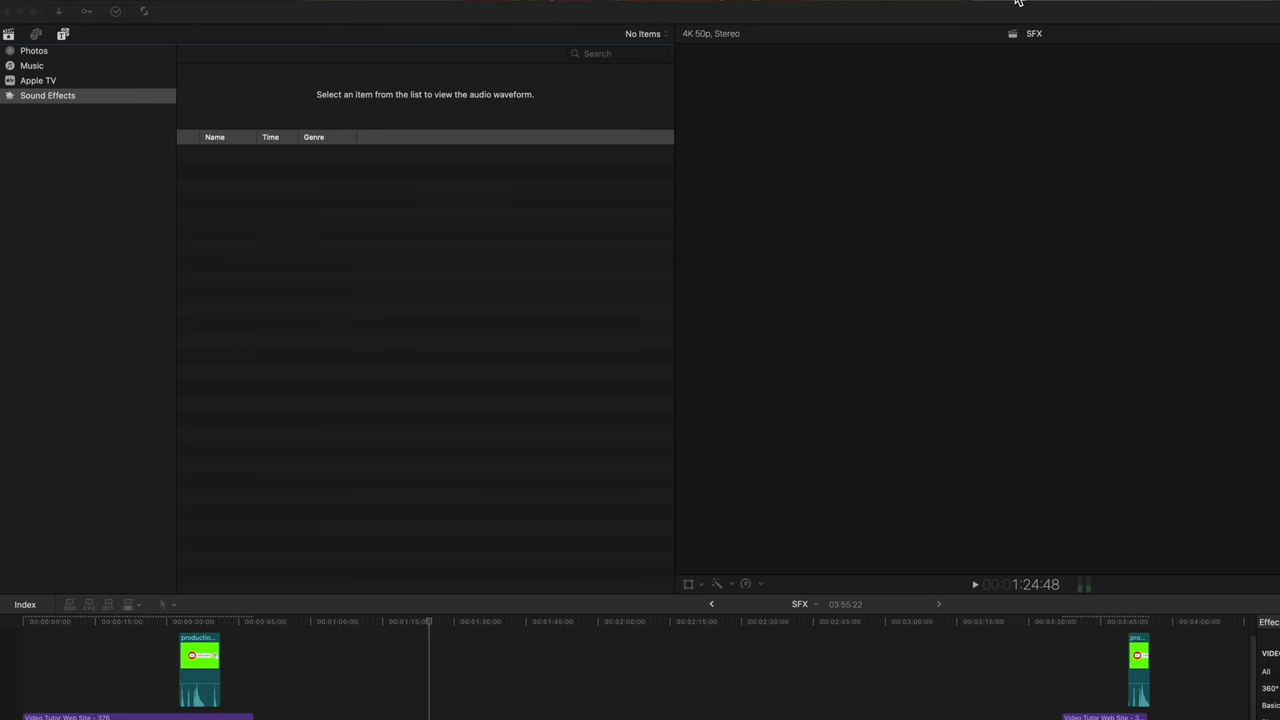 No Items
4K 50p, Stereo
SFX
Photos
Music
Apple TV
Sound Effects
Search
Select an item from the list to view the audio waveform.
Name Time Genre
00:01:24:48
Index
SFX
03:55:22
00:00:00:00 00:00:15:00 00:00:30:00 00:00:45:00 00:01:00:00 00:01:15:00 00:01:30:00 00:01:45:00 00:02:00:00 00:02:15:00 00:02:30:00 00:02:45:00 00:03:00:00 00:03:15:00 00:03:30:00 00:03:45:00 00:04:00:00
Effec
productio...
pro...
VIDEO
All
360°
Basic
Video Tutor Web Site - 376
Video Tutor Web Site - 3...